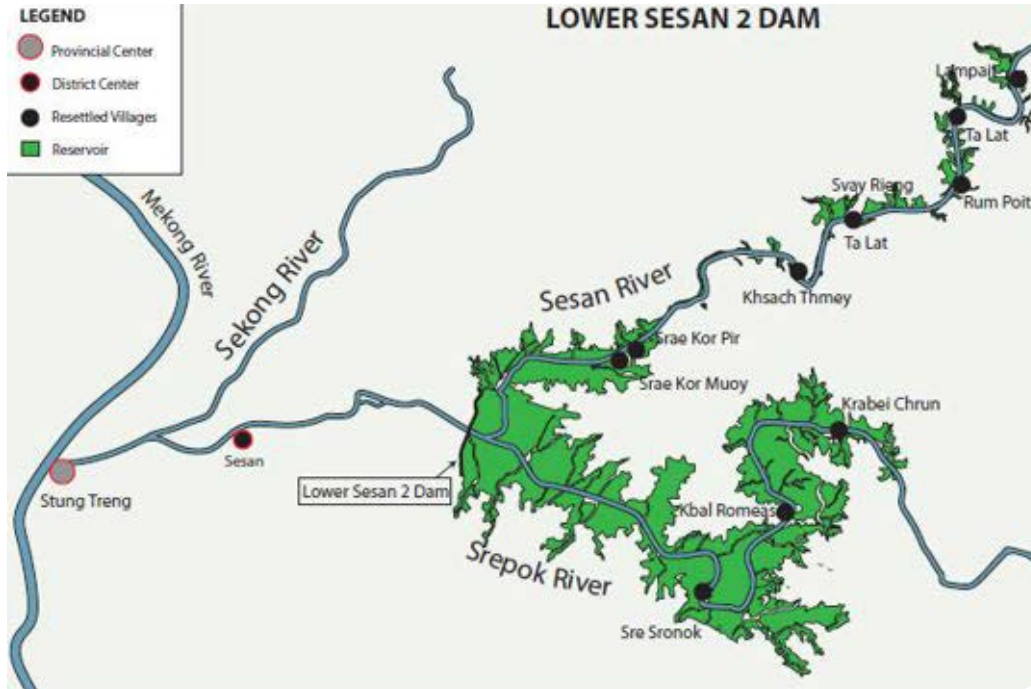 LEGEND
Provincial Center
District Center
Resettled Villages
Reservoir
LOWER SESAN 2 DAM
Mekong River
Sekong River
Sesan River
Srepok River
Lampait
Ta Lat
Rum Poit
Svay Rieng
Ta Lat
Khsach Thmey
Srae Kor Pir
Srae Kor Muoy
Krabei Chrun
Kbal Romeas
Sre Sronok
Sesan
Stung Treng
Lower Sesan 2 Dam